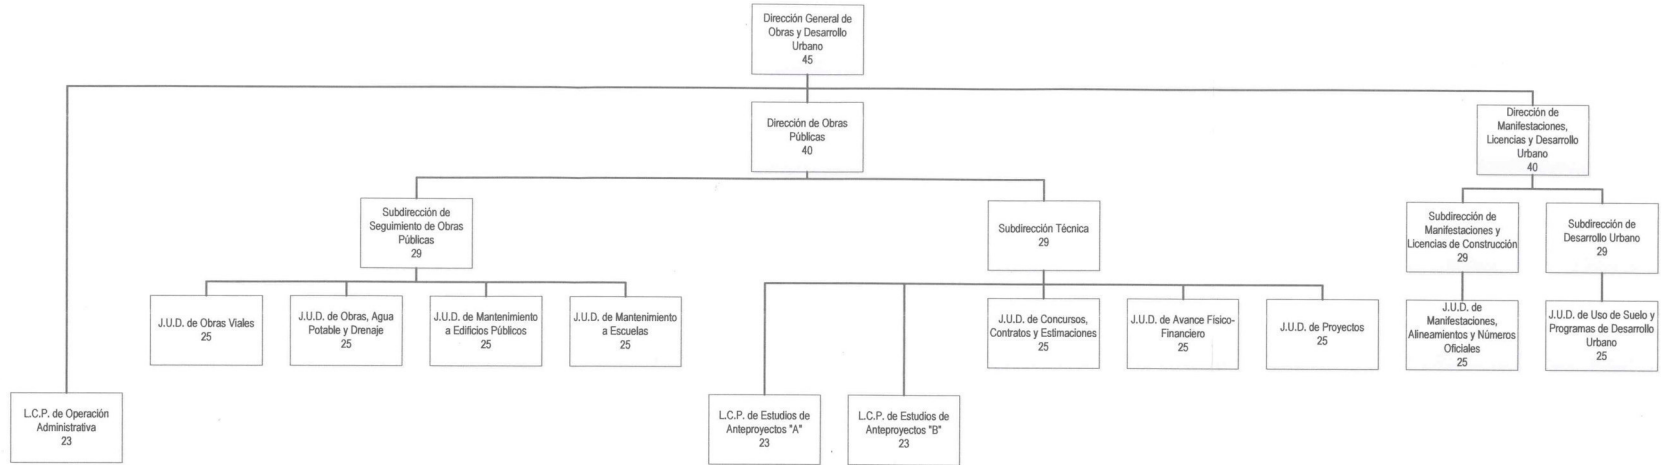 Dirección General de
Obras y Desarrollo
Urbano
45
Dirección de Obras
Públicas
40
Dirección de
Manifestaciones,
Licencias y Desarrollo
Urbano
40
Subdirección de
Seguimiento de Obras
Públicas
29
Subdirección Técnica
29
Subdirección de
Manifestaciones y
Licencias de Construcción
29
Subdirección de
Desarrollo Urbano
29
J.U.D. de Obras Viales
25
J.U.D. de Obras, Agua
Potable y Drenaje
25
J.U.D. de Mantenimiento
a Edificios Públicos
25
J.U.D. de Mantenimiento
a Escuelas
25
J.U.D. de Concursos,
Contratos y Estimaciones
25
J.U.D. de Avance Físico-
Financiero
25
J.U.D. de Proyectos
25
J.U.D. de
Manifestaciones,
Alineamientos y Números
Oficiales
25
J.U.D. de Uso de Suelo y
Programas de Desarrollo
Urbano
25
L.C.P. de Operación
Administrativa
23
L.C.P. de Estudios de
Anteproyectos "A"
23
L.C.P. de Estudios de
Anteproyectos "B"
23